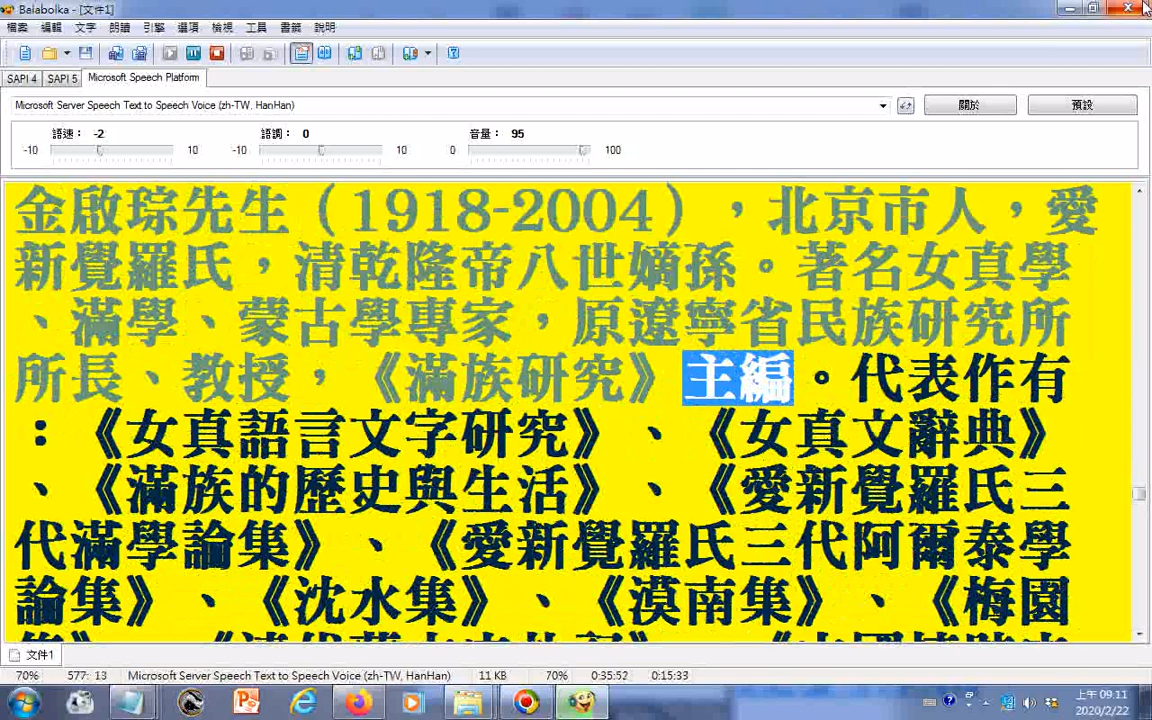 Balabolka - [文件1]
檔案 編輯 文字 朗讀 引擎 選項 檢視 工具 書籤 說明
SAPI 4 SAPI 5 Microsoft Speech Platform
Microsoft Server Speech Text to Speech Voice (zh-TW, HanHan) 關於 預設
語速： -2 語調： 0 音量： 95
-10 10 -10 10 0 100
金啟孮先生（1918-2004），北京市人，愛
新覺羅氏，清乾隆帝八世嫡孫。著名女真學
、滿學、蒙古學專家，原遼寧省民族研究所
所長、教授，《滿族研究》主編。代表作有
：《女真語言文字研究》、《女真文辭典》
、《滿族的歷史與生活》、《愛新覺羅氏三
代滿學論集》、《愛新覺羅氏三代阿爾泰學
論集》、《沈水集》、《漠南集》、《梅園
文件1
70% 577: 13 Microsoft Server Speech Text to Speech Voice (zh-TW, HanHan) 11 KB 70% 0:35:52 0:15:33
上午 09:11
2020/2/22